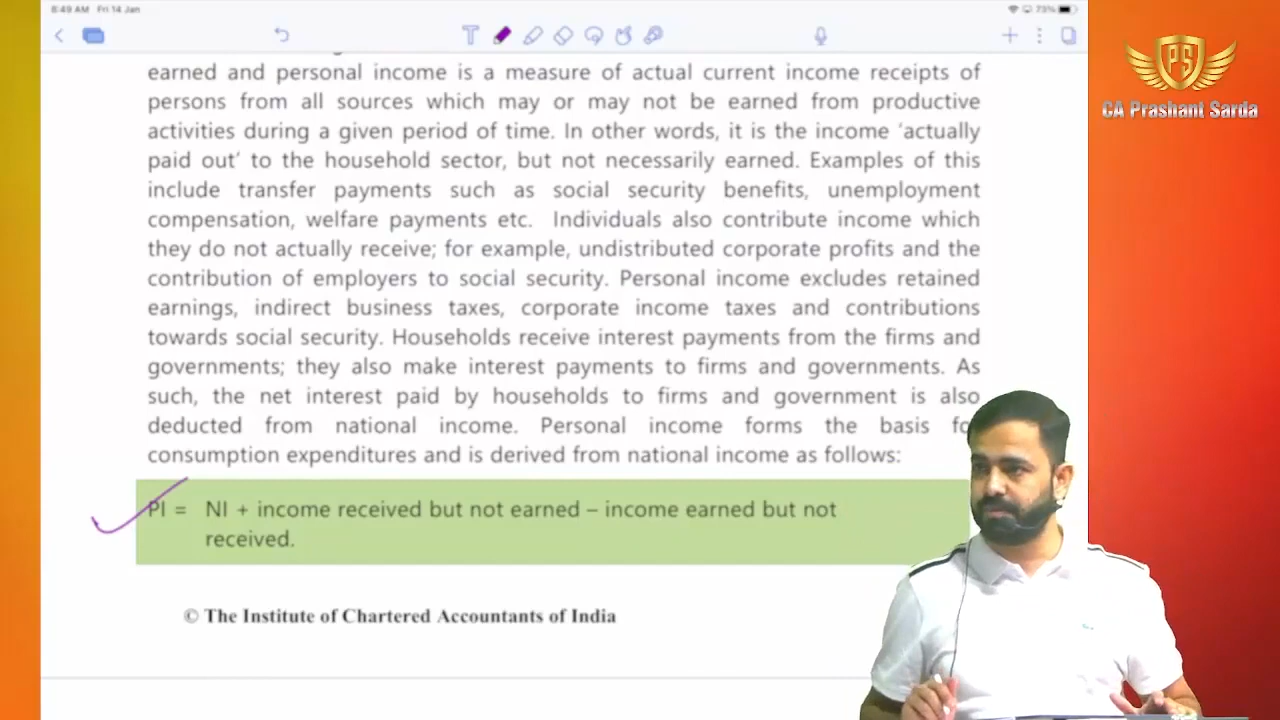 8:49 AM Fri 14 Jan
73%
PS
CA Prashant Sarda
earned and personal income is a measure of actual current income receipts of
persons from all sources which may or may not be earned from productive
activities during a given period of time. In other words, it is the income ‘actually
paid out’ to the household sector, but not necessarily earned. Examples of this
include transfer payments such as social security benefits, unemployment
compensation, welfare payments etc. Individuals also contribute income which
they do not actually receive; for example, undistributed corporate profits and the
contribution of employers to social security. Personal income excludes retained
earnings, indirect business taxes, corporate income taxes and contributions
towards social security. Households receive interest payments from the firms and
governments; they also make interest payments to firms and governments. As
such, the net interest paid by households to firms and government is also
deducted from national income. Personal income forms the basis
consumption expenditures and is derived from national income as follows:
PI = NI + income received but not earned – income earned but not
received.
© The Institute of Chartered Accountants of India